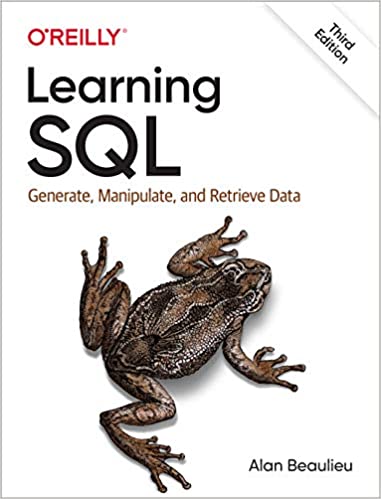 O'REILLY®
Third
Edition
Learning
SQL
Generate, Manipulate, and Retrieve Data
Alan Beaulieu